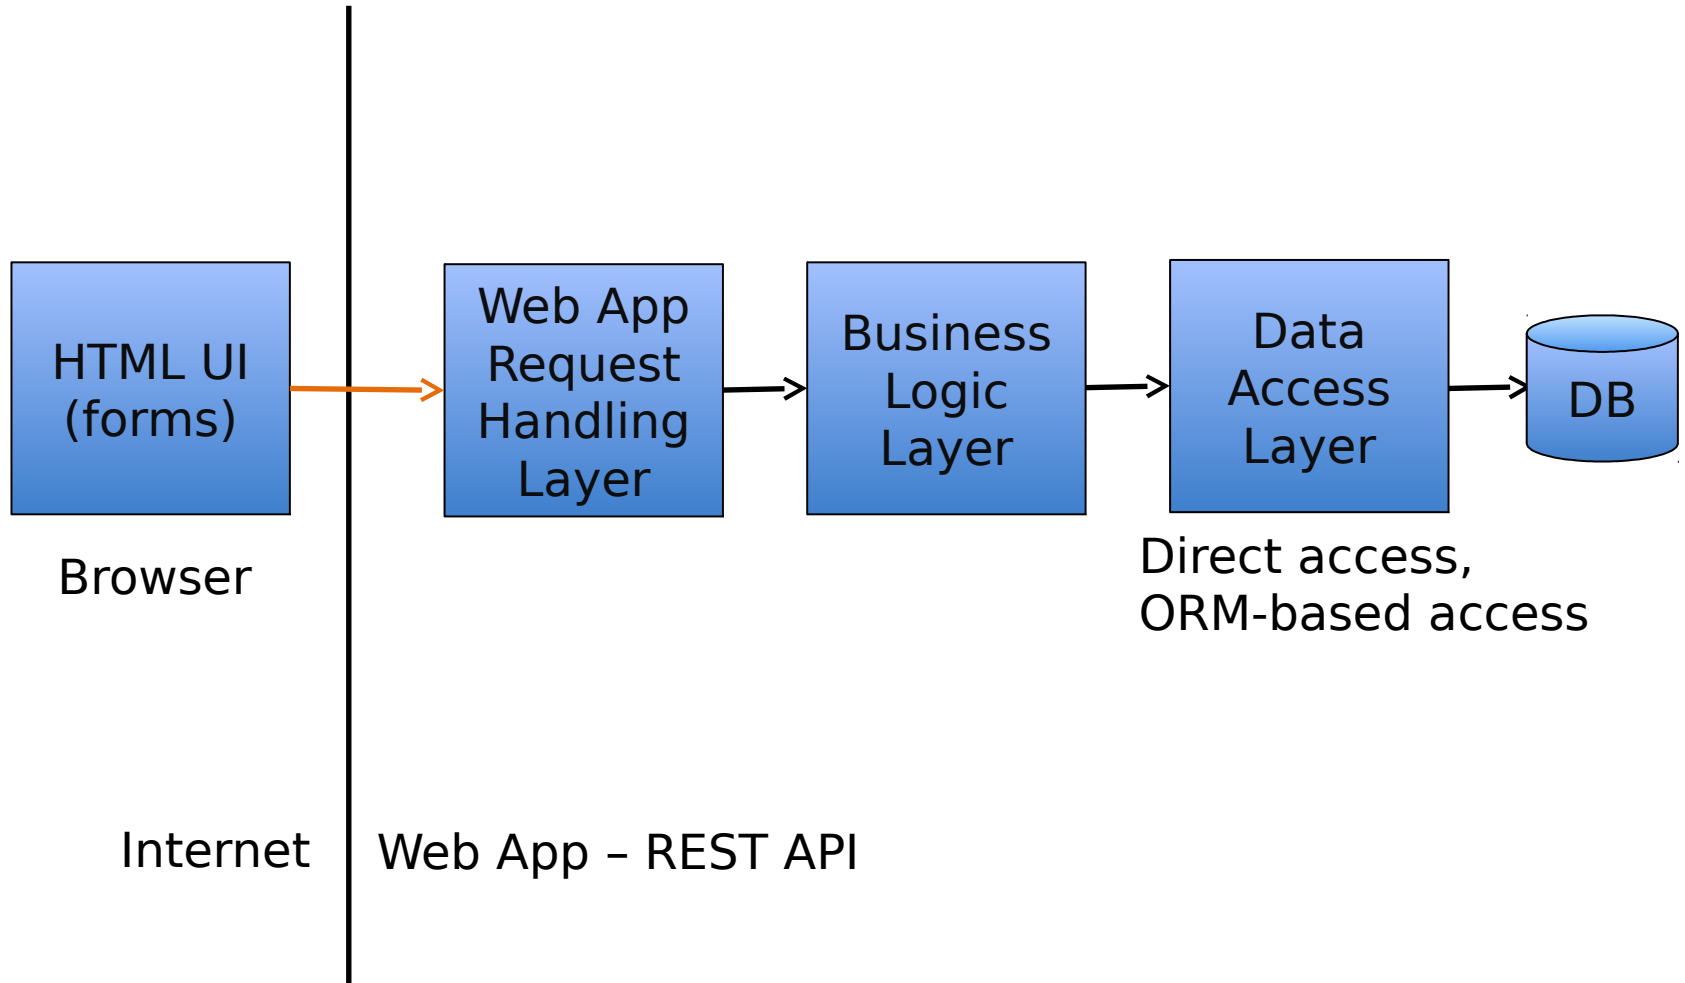 HTML UI
(forms)
Web App
Request
Handling
Layer
Business
Logic
Layer
Data
Access
Layer
DB
Browser
Direct access,
ORM-based access
Internet
Web App – REST API